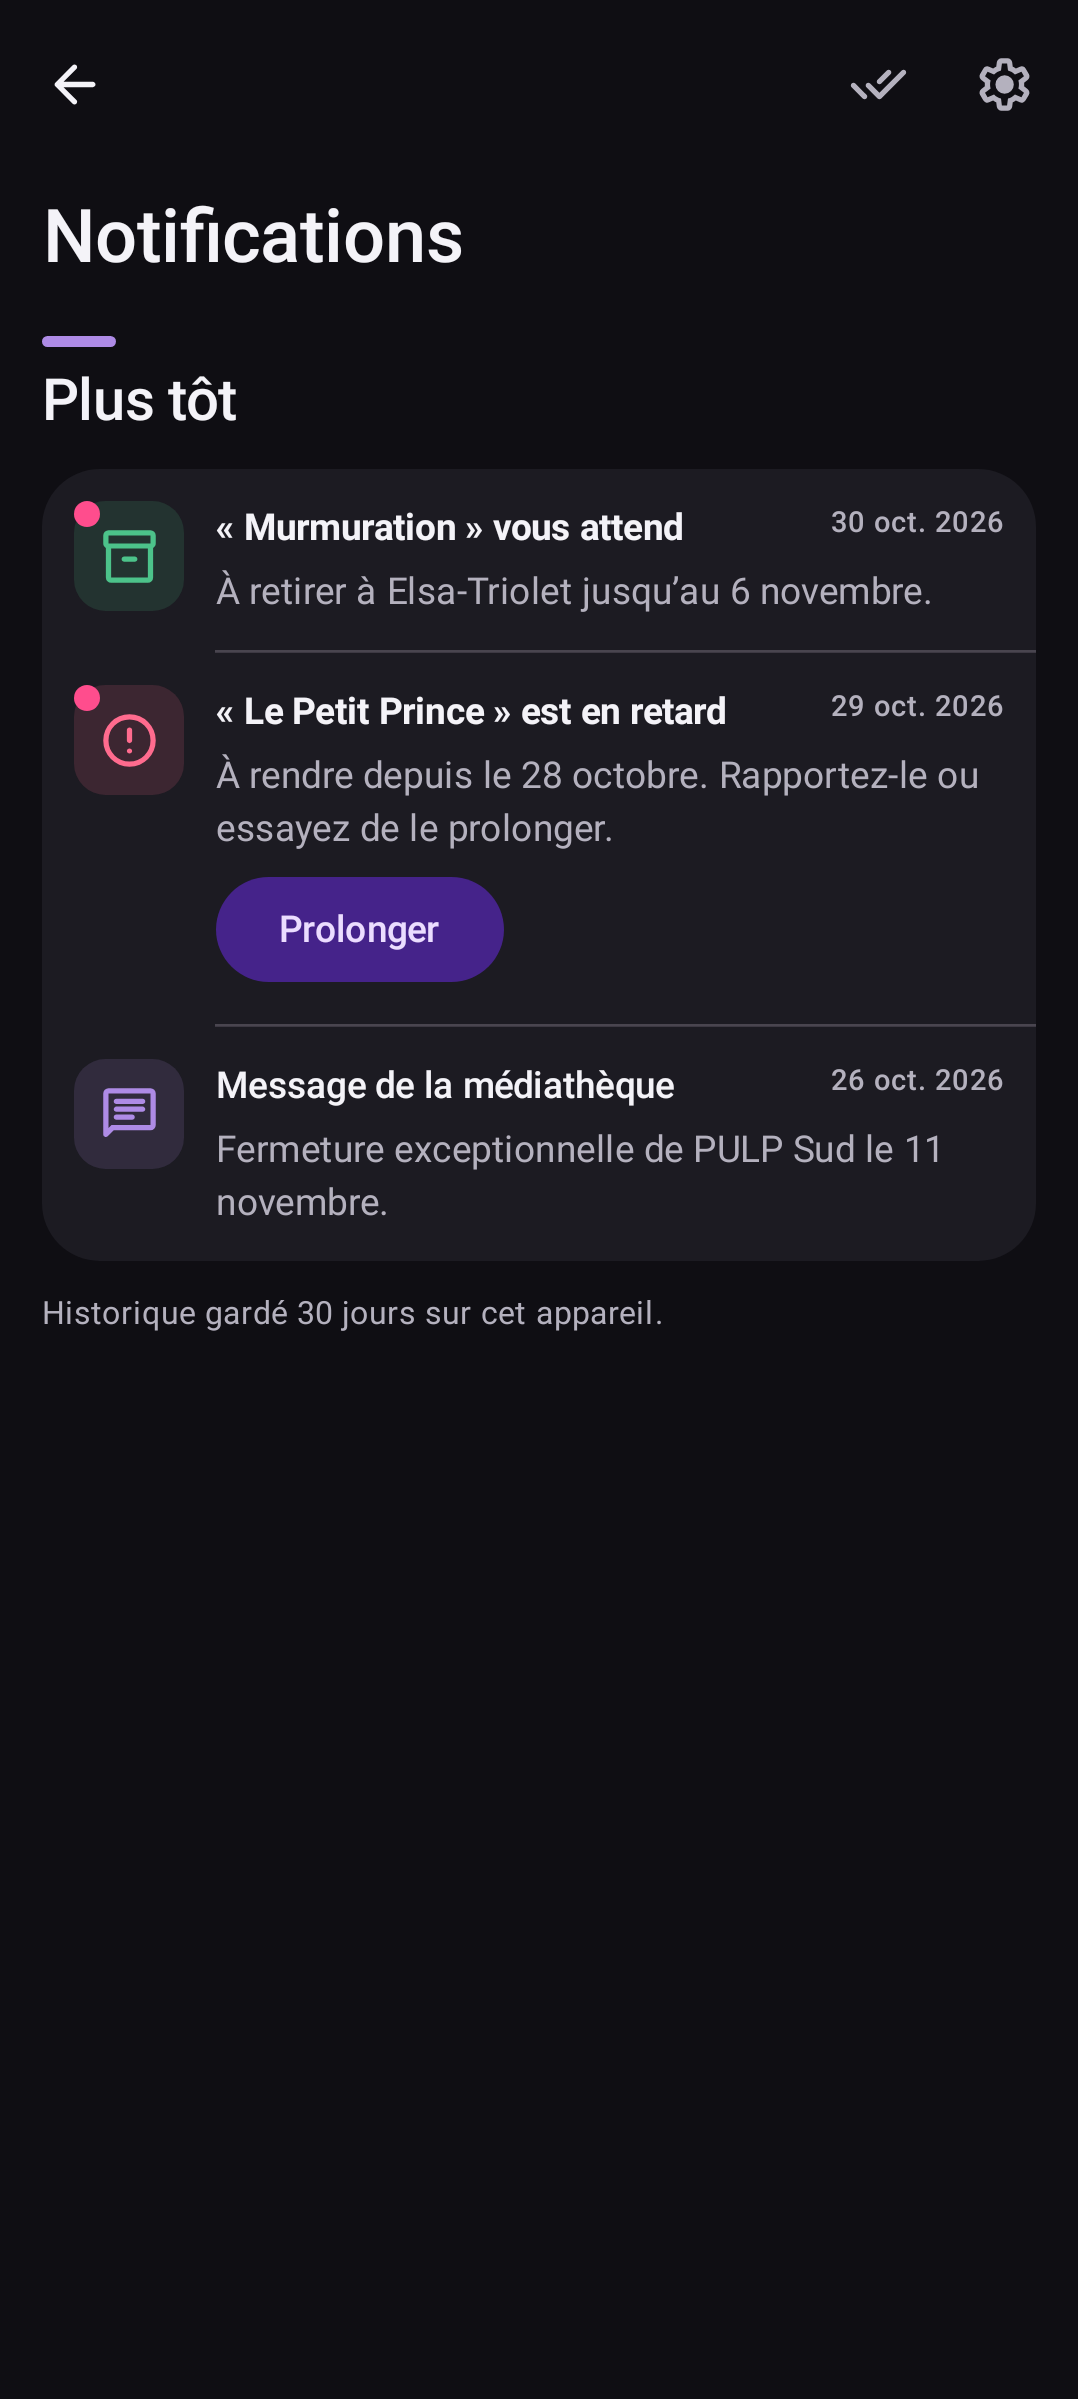 Notifications
Plus tôt
« Murmuration » vous attend
30 oct. 2026
À retirer à Elsa-Triolet jusqu’au 6 novembre.
« Le Petit Prince » est en retard
29 oct. 2026
À rendre depuis le 28 octobre. Rapportez-le ou
essayez de le prolonger.
Prolonger
Message de la médiathèque
26 oct. 2026
Fermeture exceptionnelle de PULP Sud le 11
novembre.
Historique gardé 30 jours sur cet appareil.